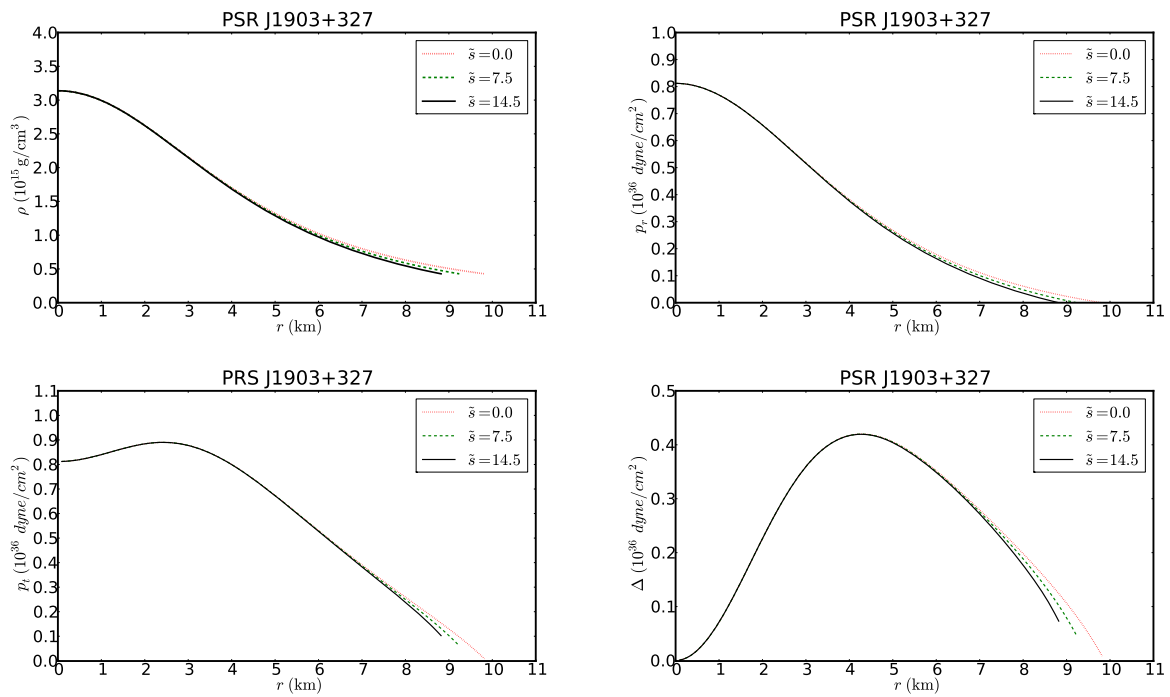 PSR J1903+327
4.0
3.5
3.0
2.5
2.0
1.5
1.0
0.5
0.0
ρ (10^15 g/cm^3)
0 1 2 3 4 5 6 7 8 9 10 11
r (km)
s̃=0.0
s̃=7.5
s̃=14.5
PSR J1903+327
1.0
0.9
0.8
0.7
0.6
0.5
0.4
0.3
0.2
0.1
0.0
p_r (10^36 dyne/cm^2)
0 1 2 3 4 5 6 7 8 9 10 11
r (km)
s̃=0.0
s̃=7.5
s̃=14.5
PRS J1903+327
1.1
1.0
0.9
0.8
0.7
0.6
0.5
0.4
0.3
0.2
0.1
0.0
p_t (10^36 dyne/cm^2)
0 1 2 3 4 5 6 7 8 9 10 11
r (km)
s̃=0.0
s̃=7.5
s̃=14.5
PSR J1903+327
0.5
0.4
0.3
0.2
0.1
0.0
Δ (10^36 dyne/cm^2)
0 1 2 3 4 5 6 7 8 9 10 11
r (km)
s̃=0.0
s̃=7.5
s̃=14.5